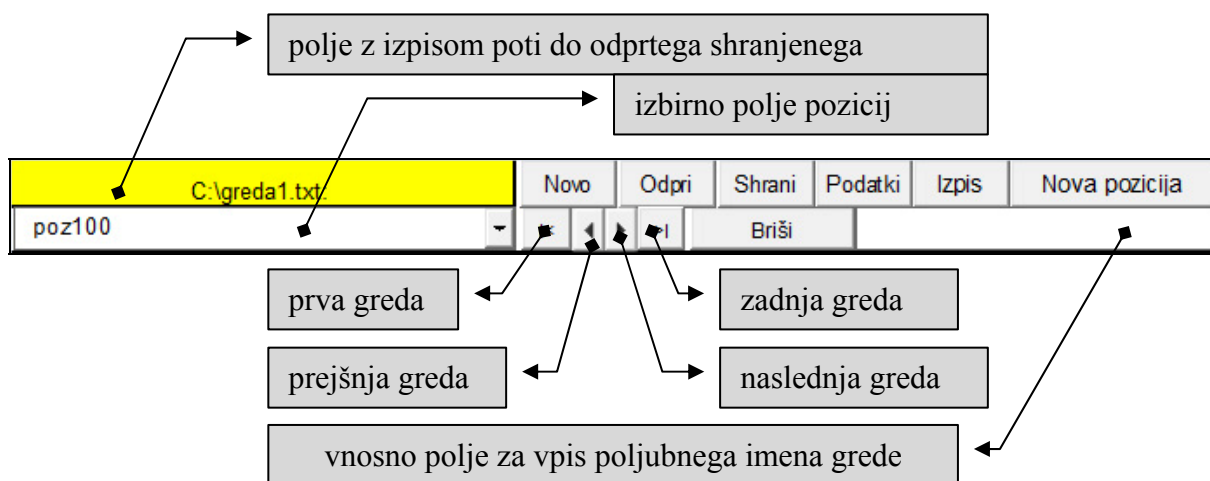 polje z izpisom poti do odprtega shranjenega
izbirno polje pozicij
C:\greda1.txt:
Novo Odpri Shrani Podatki Izpis Nova pozicija
poz100
Briši
prva greda
zadnja greda
prejšnja greda
naslednja greda
vnosno polje za vpis poljubnega imena grede